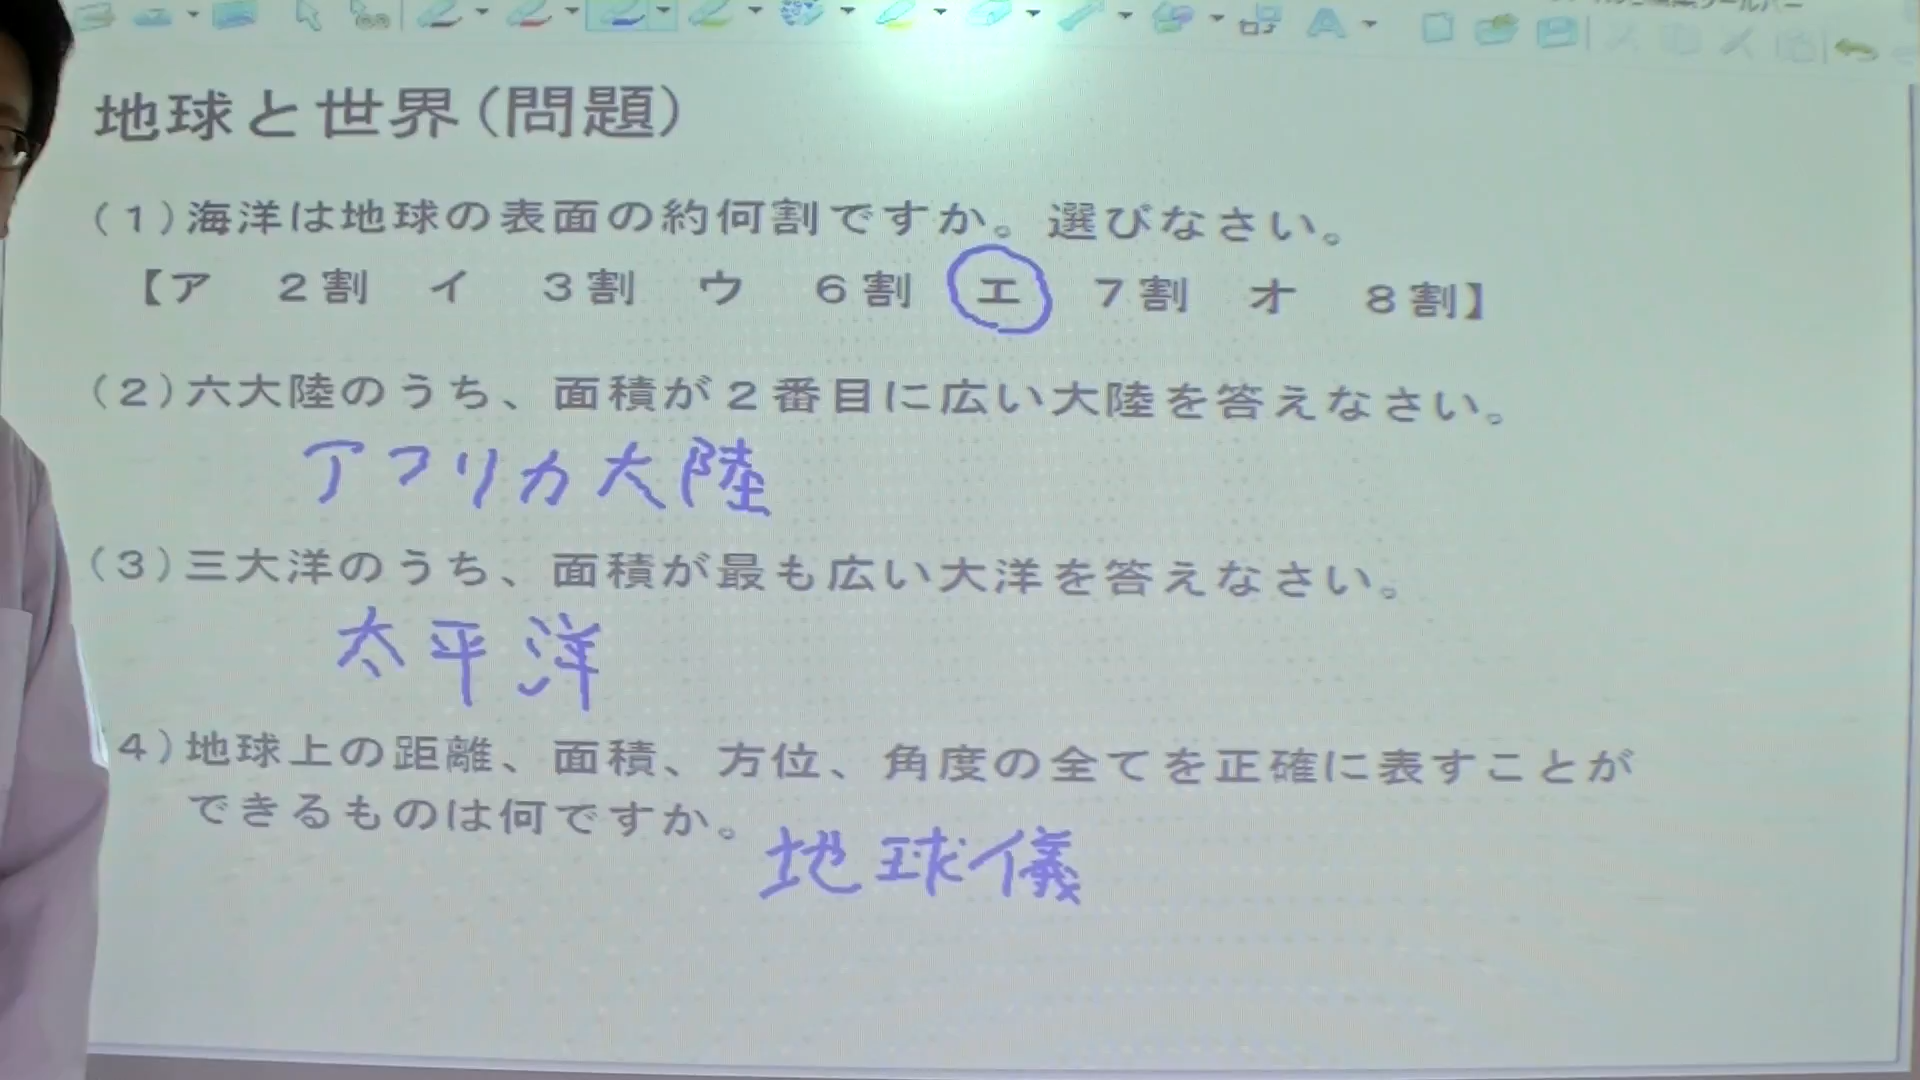 地球と世界（問題）
（１）海洋は地球の表面の約何割ですか。選びなさい。
【ア　２割　イ　３割　ウ　６割　エ　７割　オ　８割】
（２）六大陸のうち、面積が２番目に広い大陸を答えなさい。
アフリカ大陸
（３）三大洋のうち、面積が最も広い大洋を答えなさい。
太平洋
４）地球上の距離、面積、方位、角度の全てを正確に表すことが
できるものは何ですか。
地球儀